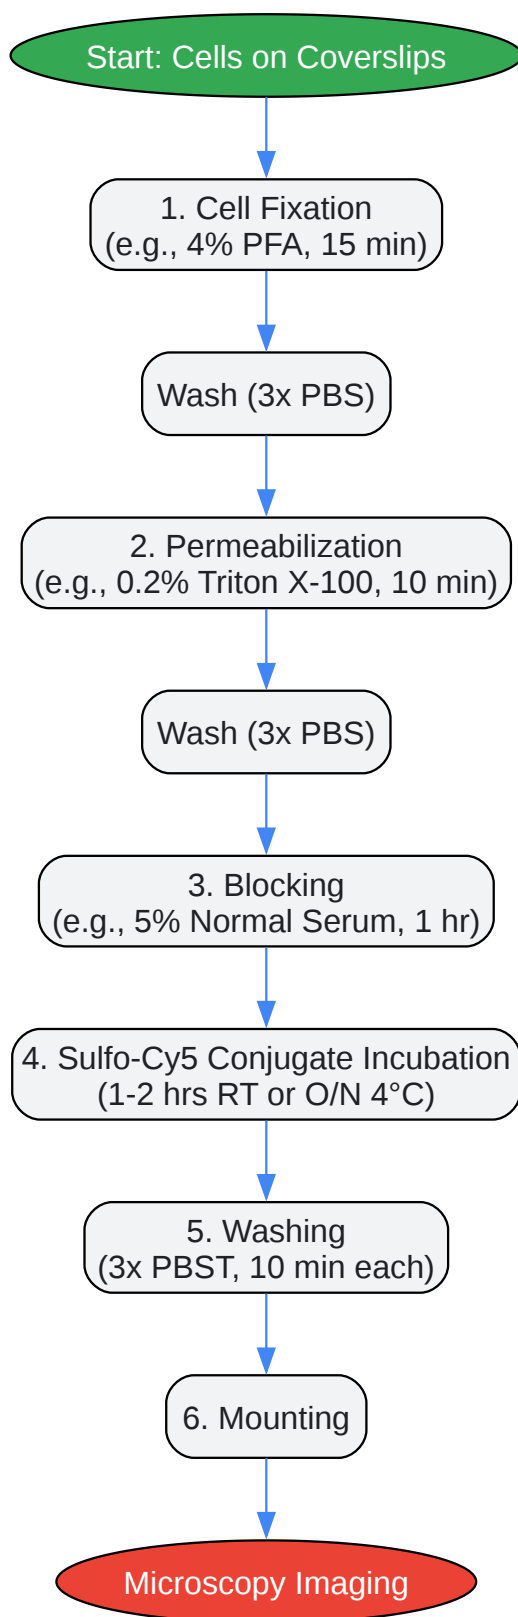 Start: Cells on Coverslips
1. Cell Fixation
(e.g., 4% PFA, 15 min)
Wash (3x PBS)
2. Permeabilization
(e.g., 0.2% Triton X-100, 10 min)
Wash (3x PBS)
3. Blocking
(e.g., 5% Normal Serum, 1 hr)
4. Sulfo-Cy5 Conjugate Incubation
(1-2 hrs RT or O/N 4°C)
5. Washing
(3x PBST, 10 min each)
6. Mounting
Microscopy Imaging